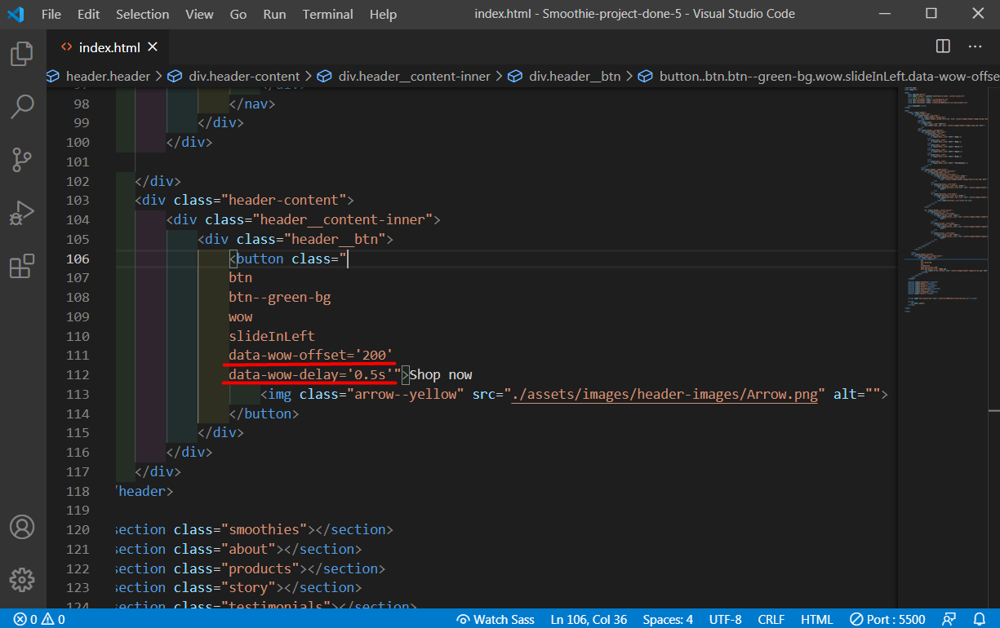 File Edit Selection View Go Run Terminal Help index.html - Smoothie-project-done-5 - Visual Studio Code
<> index.html
header.header > div.header-content > div.header__content-inner > div.header__btn > button..btn.btn--green-bg.wow.slideInLeft.data-wow-offse
98 </nav>
99 </div>
100 </div>
101
102 </div>
103 <div class="header-content">
104 <div class="header__content-inner">
105 <div class="header__btn">
106 <button class="
107 btn
108 btn--green-bg
109 wow
110 slideInLeft
111 data-wow-offset='200'
112 data-wow-delay='0.5s'">Shop now
113 <img class="arrow--yellow" src="./assets/images/header-images/Arrow.png" alt="">
114 </button>
115 </div>
116 </div>
117 </div>
118 /header>
119
120 section class="smoothies"></section>
121 section class="about"></section>
122 section class="products"></section>
123 section class="story"></section>
124 section class="testimonials"></section>
0 0 Watch Sass Ln 106, Col 36 Spaces: 4 UTF-8 CRLF HTML Port : 5500